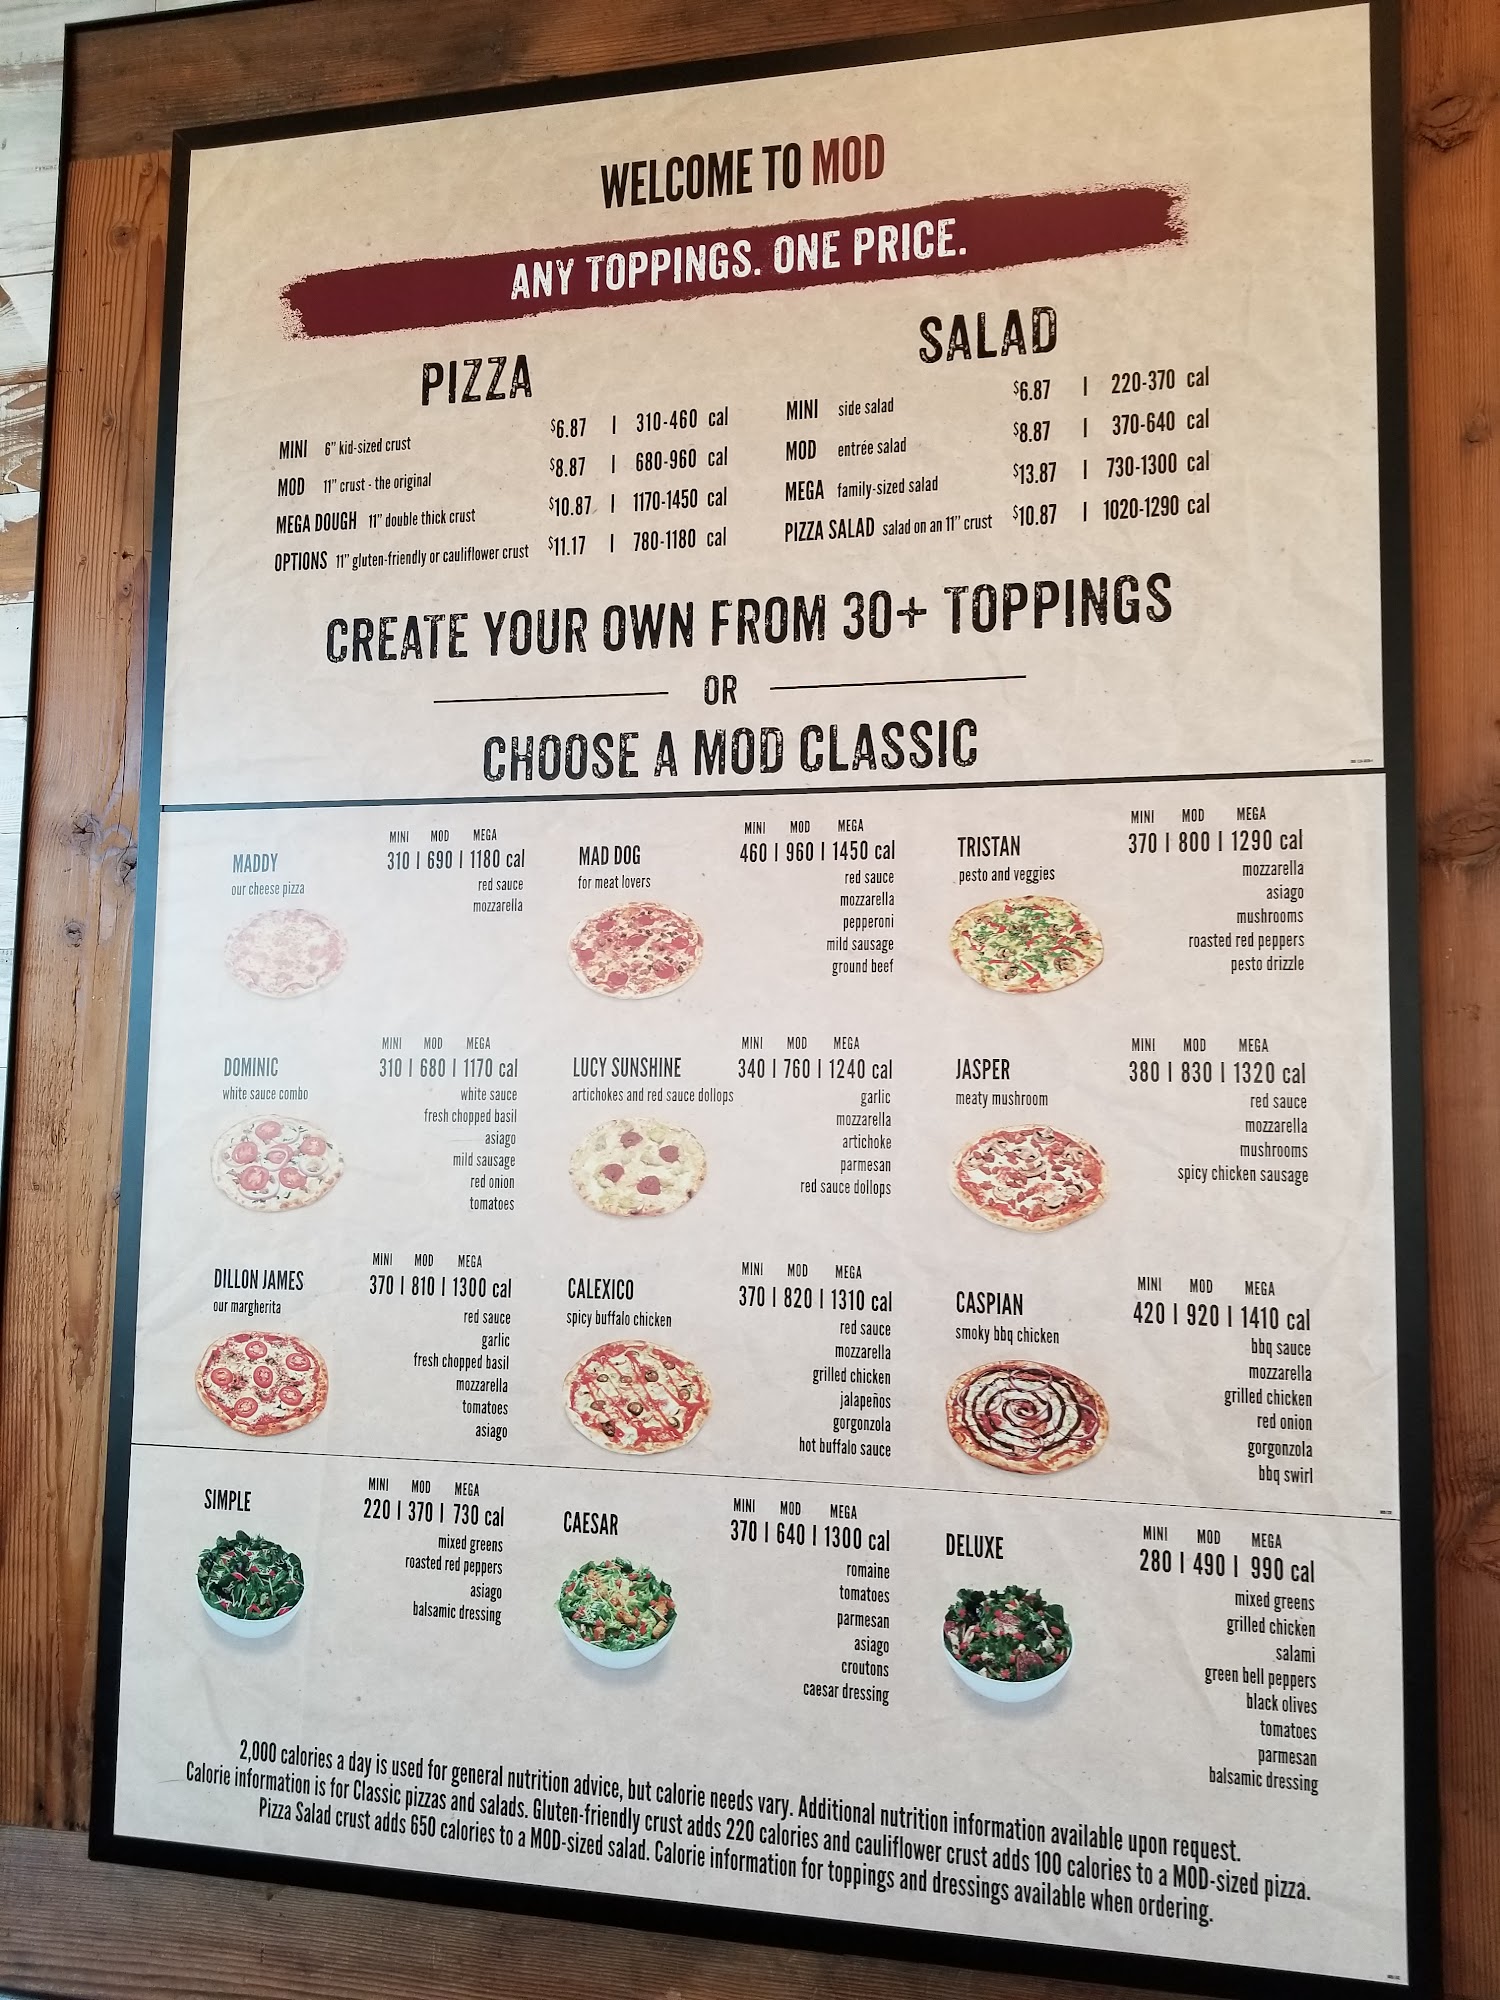 WELCOME TO MOD
ANY TOPPINGS. ONE PRICE.
PIZZA
MINI 6" kid-sized crust $6.87 | 310-460 cal
MOD 11" crust - the original $8.87 | 680-960 cal
MEGA DOUGH 11" double thick crust $10.87 | 1170-1450 cal
OPTIONS 11" gluten-friendly or cauliflower crust $11.17 | 780-1180 cal
SALAD
MINI side salad $6.87 | 220-370 cal
MOD entrée salad $8.87 | 370-640 cal
MEGA family-sized salad $13.87 | 730-1300 cal
PIZZA SALAD salad on an 11" crust $10.87 | 1020-1290 cal
CREATE YOUR OWN FROM 30+ TOPPINGS
OR
CHOOSE A MOD CLASSIC
MADDY
our cheese pizza
MINI MOD MEGA
310 | 690 | 1180 cal
red sauce
mozzarella
MAD DOG
for meat lovers
MINI MOD MEGA
460 | 960 | 1450 cal
red sauce
mozzarella
pepperoni
mild sausage
ground beef
TRISTAN
pesto and veggies
MINI MOD MEGA
370 | 800 | 1290 cal
mozzarella
asiago
mushrooms
roasted red peppers
pesto drizzle
DOMINIC
white sauce combo
MINI MOD MEGA
310 | 680 | 1170 cal
white sauce
fresh chopped basil
asiago
mild sausage
red onion
tomatoes
LUCY SUNSHINE
artichokes and red sauce dollops
MINI MOD MEGA
340 | 760 | 1240 cal
garlic
mozzarella
artichoke
parmesan
red sauce dollops
JASPER
meaty mushroom
MINI MOD MEGA
380 | 830 | 1320 cal
red sauce
mozzarella
mushrooms
spicy chicken sausage
DILLON JAMES
our margherita
MINI MOD MEGA
370 | 810 | 1300 cal
red sauce
garlic
fresh chopped basil
mozzarella
tomatoes
asiago
CALEXICO
spicy buffalo chicken
MINI MOD MEGA
370 | 820 | 1310 cal
red sauce
mozzarella
grilled chicken
jalapeños
gorgonzola
hot buffalo sauce
CASPIAN
smoky bbq chicken
MINI MOD MEGA
420 | 920 | 1410 cal
bbq sauce
mozzarella
grilled chicken
red onion
gorgonzola
bbq swirl
SIMPLE
MINI MOD MEGA
220 | 370 | 730 cal
mixed greens
roasted red peppers
asiago
balsamic dressing
CAESAR
MINI MOD MEGA
370 | 640 | 1300 cal
romaine
tomatoes
parmesan
asiago
croutons
caesar dressing
DELUXE
MINI MOD MEGA
280 | 490 | 990 cal
mixed greens
grilled chicken
salami
green bell peppers
black olives
tomatoes
parmesan
balsamic dressing
2,000 calories a day is used for general nutrition advice, but calorie needs vary. Additional nutrition information available upon request.
Calorie information is for Classic pizzas and salads. Gluten-friendly crust adds 220 calories and cauliflower crust adds 100 calories to a MOD-sized pizza.
Pizza Salad crust adds 650 calories to a MOD-sized salad. Calorie information for toppings and dressings available when ordering.